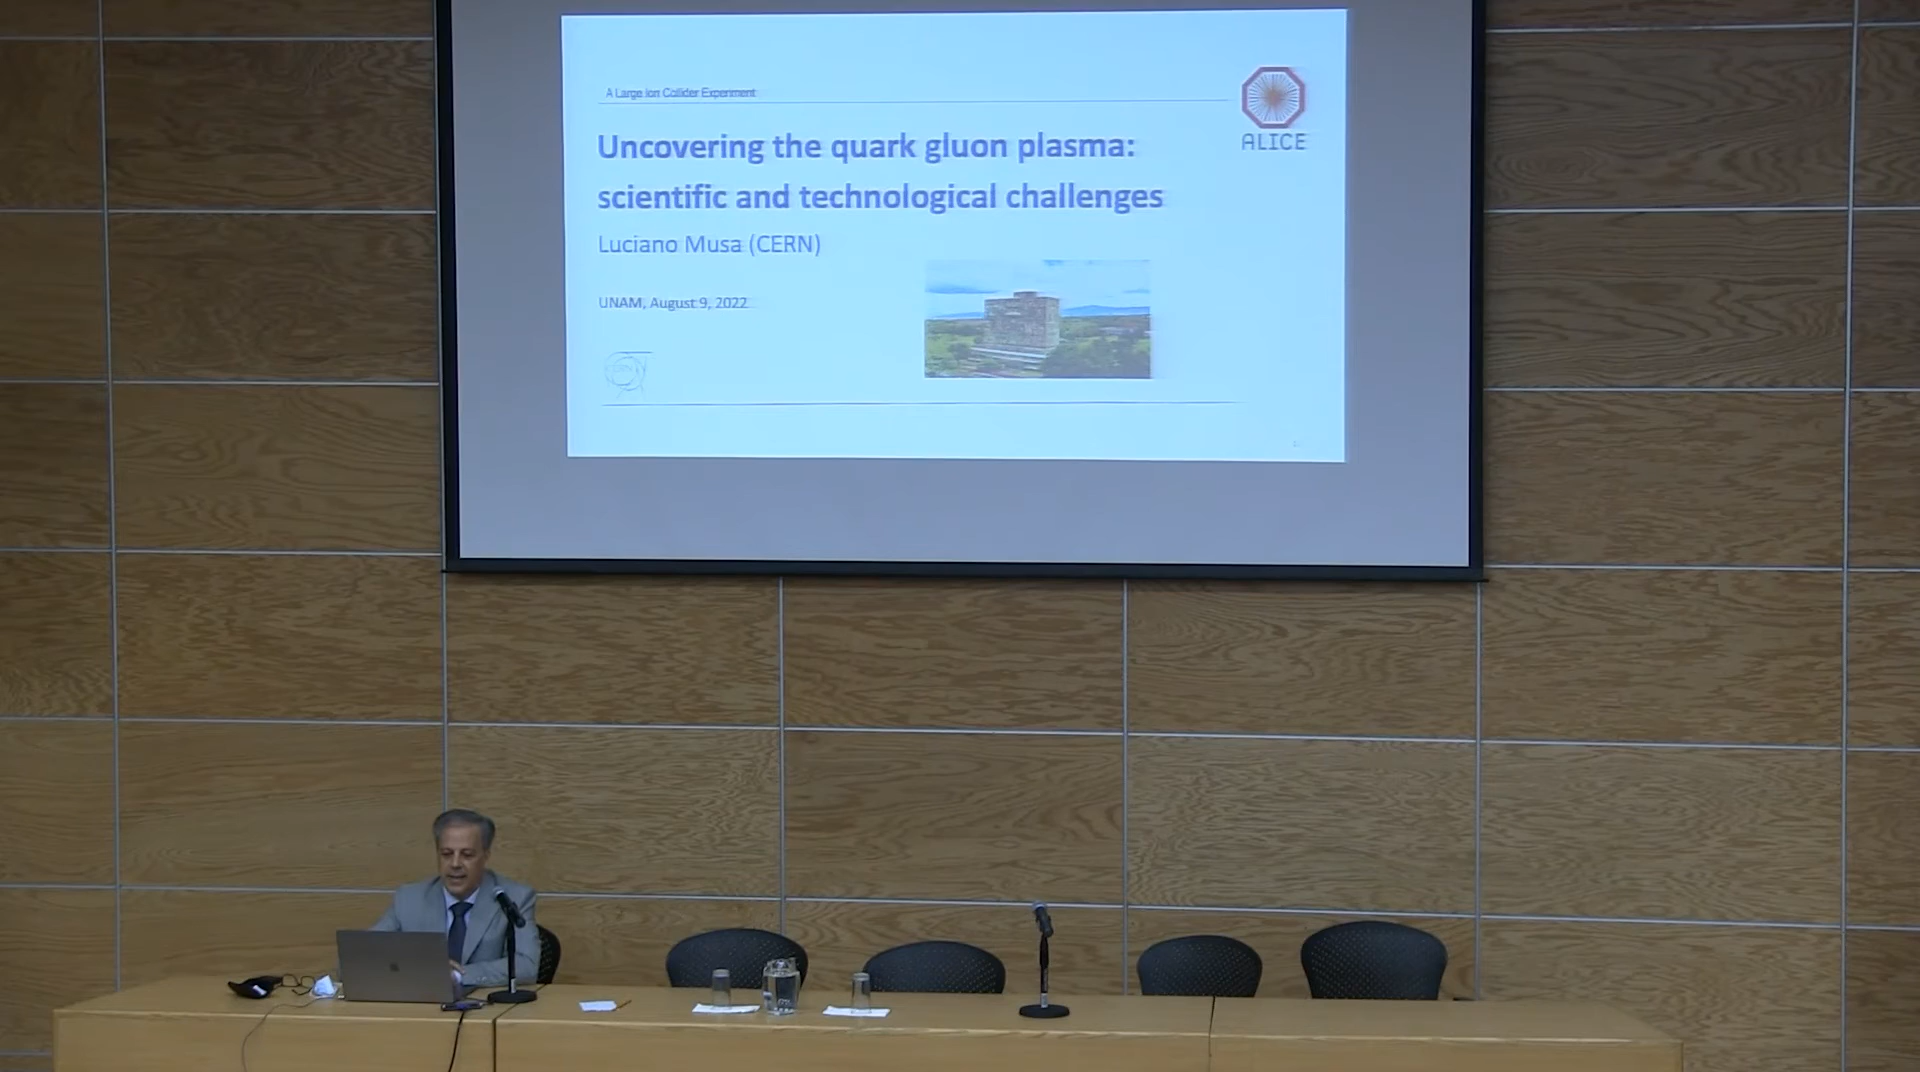 A Large Ion Collider Experiment
ALICE
Uncovering the quark gluon plasma:
scientific and technological challenges
Luciano Musa (CERN)
UNAM, August 9, 2022
CERN